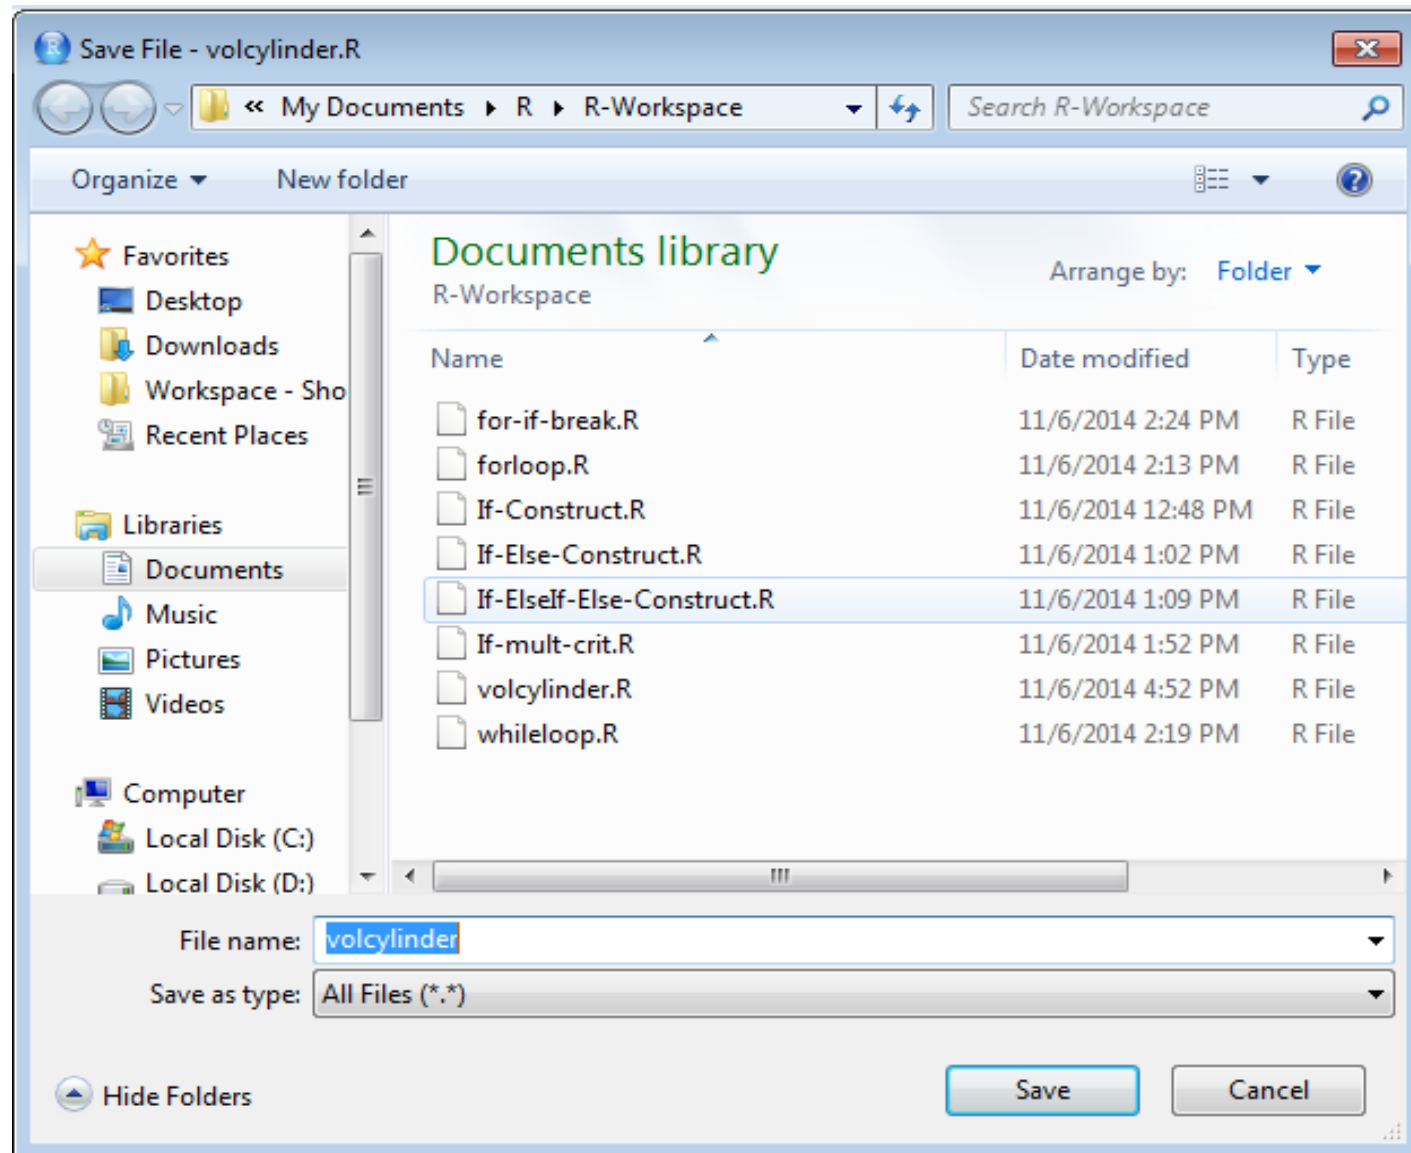 Save File - volcylinder.R
« My Documents R R-Workspace Search R-Workspace
Organize New folder
Favorites
Desktop
Downloads
Workspace - Sho
Recent Places
Libraries
Documents
Music
Pictures
Videos
Computer
Local Disk (C:)
Local Disk (D:)
Documents library
R-Workspace
Arrange by: Folder
Name Date modified Type
for-if-break.R 11/6/2014 2:24 PM R File
forloop.R 11/6/2014 2:13 PM R File
If-Construct.R 11/6/2014 12:48 PM R File
If-Else-Construct.R 11/6/2014 1:02 PM R File
If-ElseIf-Else-Construct.R 11/6/2014 1:09 PM R File
If-mult-crit.R 11/6/2014 1:52 PM R File
volcylinder.R 11/6/2014 4:52 PM R File
whileloop.R 11/6/2014 2:19 PM R File
File name: volcylinder
Save as type: All Files (*.*)
Hide Folders Save Cancel